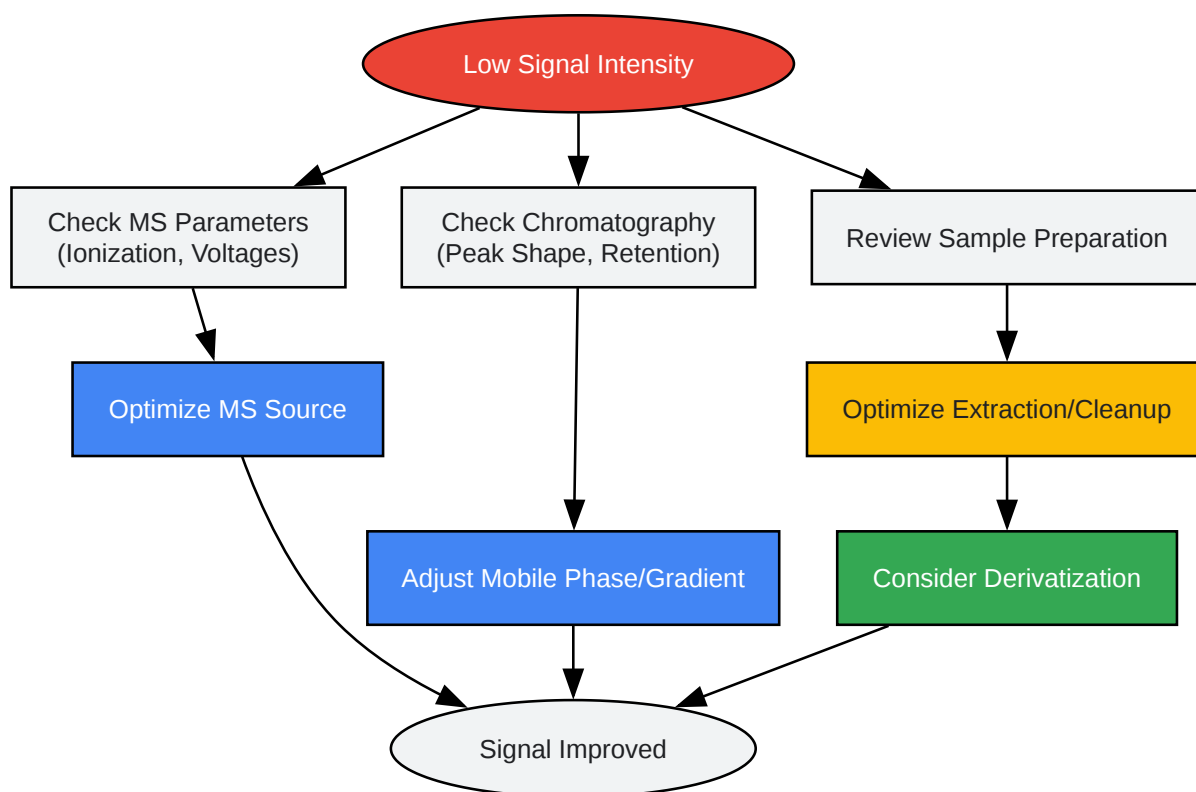 Low Signal Intensity
Check MS Parameters
(Ionization, Voltages)
Check Chromatography
(Peak Shape, Retention)
Review Sample Preparation
Optimize MS Source
Optimize Extraction/Cleanup
Adjust Mobile Phase/Gradient
Consider Derivatization
Signal Improved